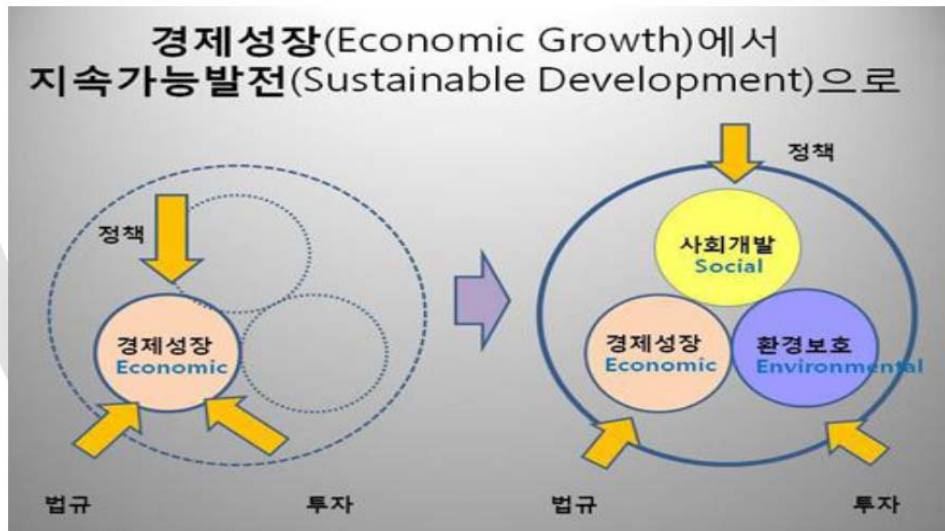 경제성장(Economic Growth)에서
지속가능발전(Sustainable Development)으로
정책
경제성장
Economic
법규
투자
정책
사회개발
Social
경제성장
Economic
환경보호
Environmental
법규
투자